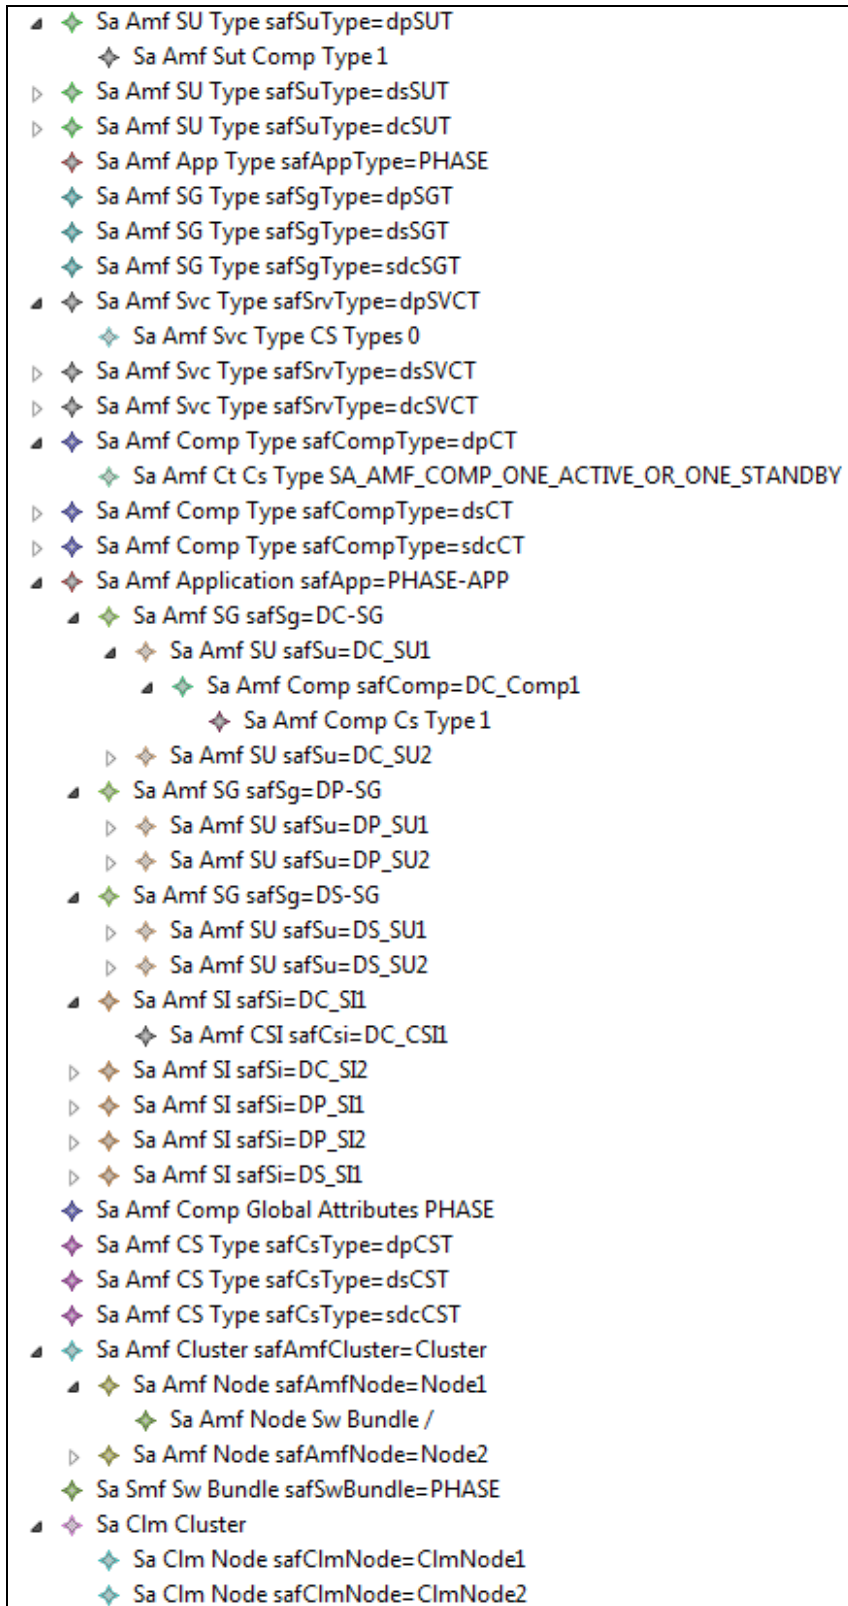 Sa Amf SU Type safSuType=dpSUT
Sa Amf Sut Comp Type 1
Sa Amf SU Type safSuType=dsSUT
Sa Amf SU Type safSuType=dcSUT
Sa Amf App Type safAppType=PHASE
Sa Amf SG Type safSgType=dpSGT
Sa Amf SG Type safSgType=dsSGT
Sa Amf SG Type safSgType=sdcSGT
Sa Amf Svc Type safSrvType=dpSVCT
Sa Amf Svc Type CS Types 0
Sa Amf Svc Type safSrvType=dsSVCT
Sa Amf Svc Type safSrvType=dcSVCT
Sa Amf Comp Type safCompType=dpCT
Sa Amf Ct Cs Type SA_AMF_COMP_ONE_ACTIVE_OR_ONE_STANDBY
Sa Amf Comp Type safCompType=dsCT
Sa Amf Comp Type safCompType=sdcCT
Sa Amf Application safApp=PHASE-APP
Sa Amf SG safSg=DC-SG
Sa Amf SU safSu=DC_SU1
Sa Amf Comp safComp=DC_Comp1
Sa Amf Comp Cs Type 1
Sa Amf SU safSu=DC_SU2
Sa Amf SG safSg=DP-SG
Sa Amf SU safSu=DP_SU1
Sa Amf SU safSu=DP_SU2
Sa Amf SG safSg=DS-SG
Sa Amf SU safSu=DS_SU1
Sa Amf SU safSu=DS_SU2
Sa Amf SI safSi=DC_SI1
Sa Amf CSI safCsi=DC_CSI1
Sa Amf SI safSi=DC_SI2
Sa Amf SI safSi=DP_SI1
Sa Amf SI safSi=DP_SI2
Sa Amf SI safSi=DS_SI1
Sa Amf Comp Global Attributes PHASE
Sa Amf CS Type safCsType=dpCST
Sa Amf CS Type safCsType=dsCST
Sa Amf CS Type safCsType=sdcCST
Sa Amf Cluster safAmfCluster=Cluster
Sa Amf Node safAmfNode=Node1
Sa Amf Node Sw Bundle /
Sa Amf Node safAmfNode=Node2
Sa Smf Sw Bundle safSwBundle=PHASE
Sa Clm Cluster
Sa Clm Node safClmNode=ClmNode1
Sa Clm Node safClmNode=ClmNode2